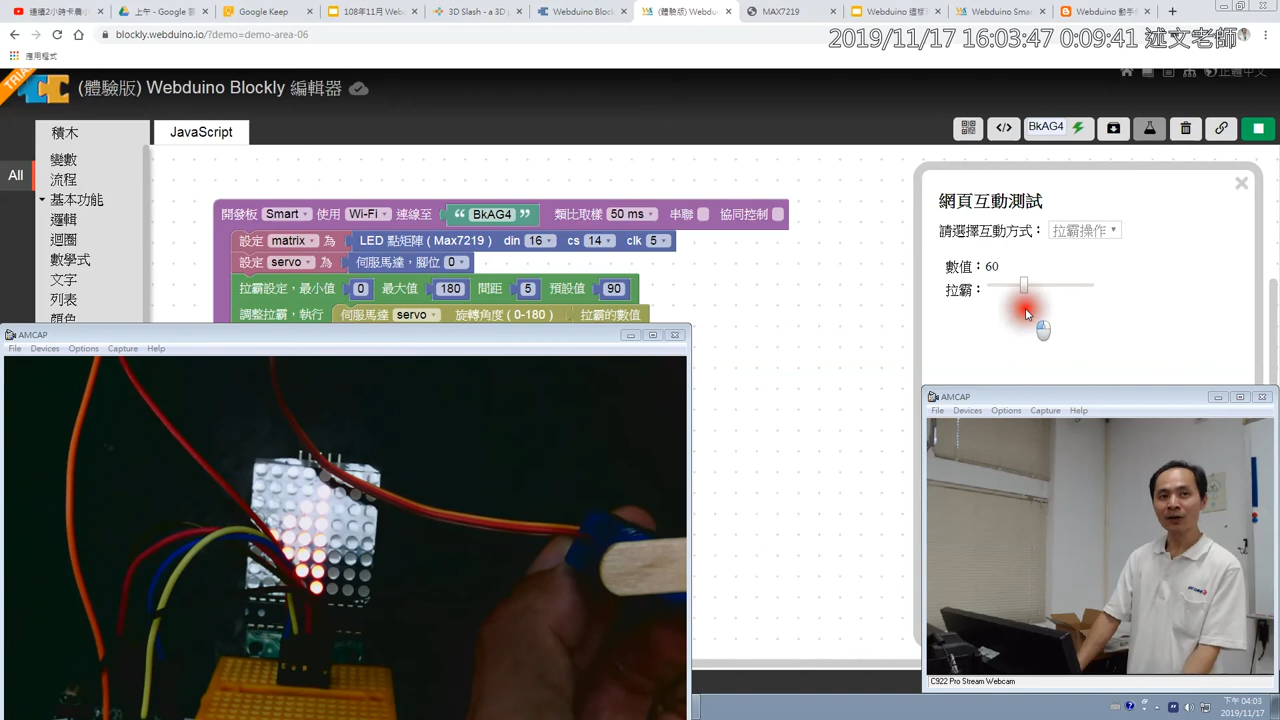 連續2小時卡農小
上午 - Google 雲
Google Keep
108年11月 Web
3Dash - a 3D
Webduino Bloc
(體驗版) Webdu
MAX7219
Webduino Sma
Webduino 動手
blockly.webduino.io/?demo=demo-area-06
2019/11/17 16:03:47 0:09:41 述文老師
應用程式
正體中文
TRIAL
(體驗版) Webduino Blockly 編輯器
積木
JavaScript
BkAG4
All
變數
流程
基本功能
邏輯
迴圈
數學式
文字
列表
顏色
開發板 Smart 使用 Wi-Fi 連線至 “ BkAG4 ” 類比取樣 50 ms 串聯 協同控制
設定 matrix 為 LED 點矩陣 ( Max7219 ) din 16 cs 14 clk 5
設定 servo 為 伺服馬達，腳位 0
拉霸設定，最小值 0 最大值 180 間距 5 預設值 90
調整拉霸，執行 伺服馬達 servo 旋轉角度 ( 0-180 ) 拉霸的數值
網頁互動測試
請選擇互動方式： 拉霸操作
數值：60
拉霸：
AMCAP
File Devices Options Capture Help
AMCAP
File Devices Options Capture Help
C922 Pro Stream Webcam
下午 04:03
2019/11/17